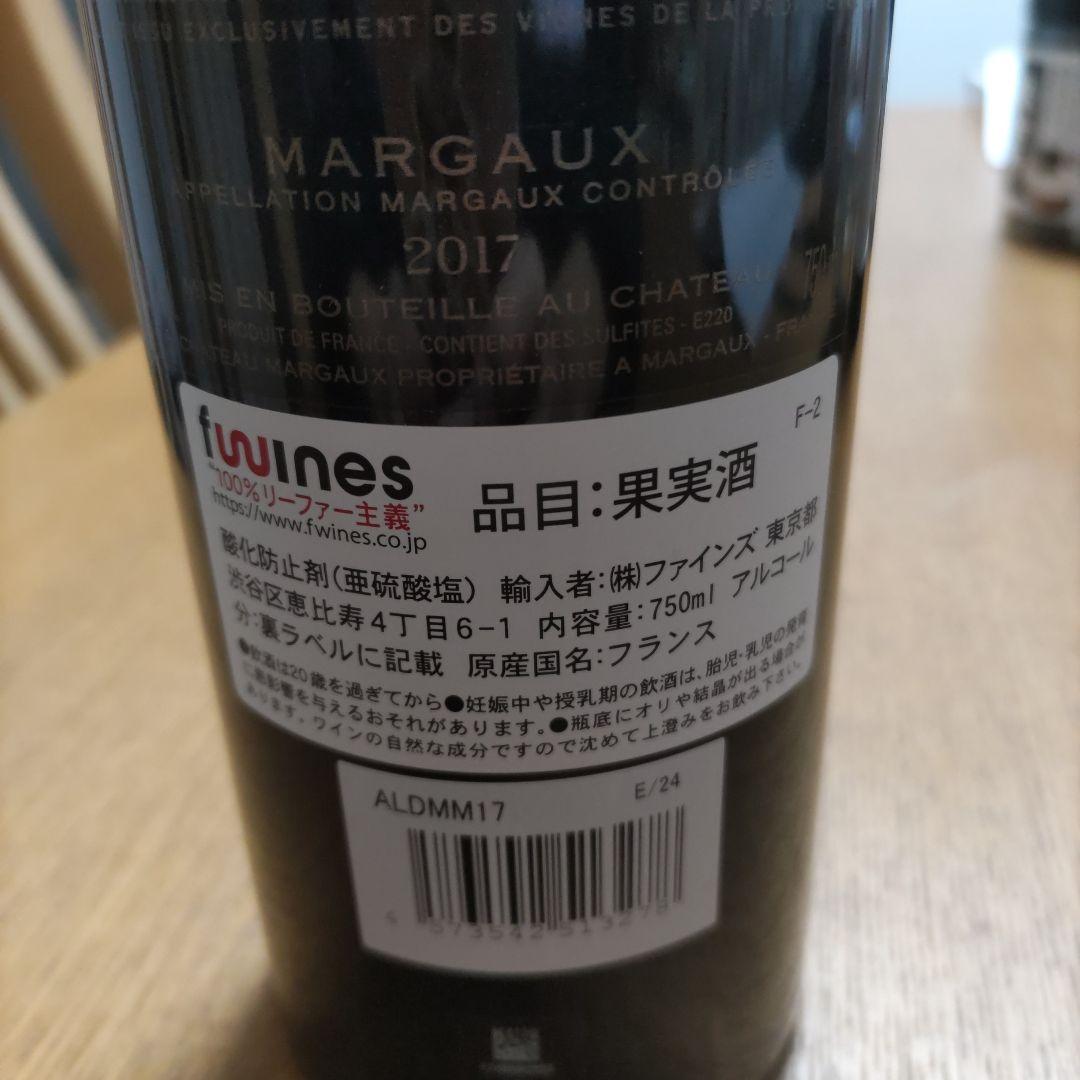 EXCLUSIVEMENT DES VIGNES DE LA
MARGAUX
APPELLATION MARGAUX CONTRÔLÉE
2017
MIS EN BOUTEILLE AU CHATEAU 750
PRODUIT DE FRANCE - CONTIENT DES SULFITES - E220
CHATEAU MARGAUX PROPRIÉTAIRE A MARGAUX - FRANCE
F-2
fwines
"100%リーファー主義"
https://www.fwines.co.jp
品目:果実酒
酸化防止剤(亜硫酸塩) 輸入者:㈱ファインズ 東京都
渋谷区恵比寿4丁目6-1 内容量:750ml アルコール
分:裏ラベルに記載 原産国名:フランス
●飲酒は20歳を過ぎてから●妊娠中や授乳期の飲酒は、胎児・乳児の発育
に悪影響を与えるおそれがあります。●瓶底にオリや結晶が出る場合が
あります。ワインの自然な成分ですので沈めて上澄みをお飲み下さい。
ALDMM17 E/24
4 573542 513278